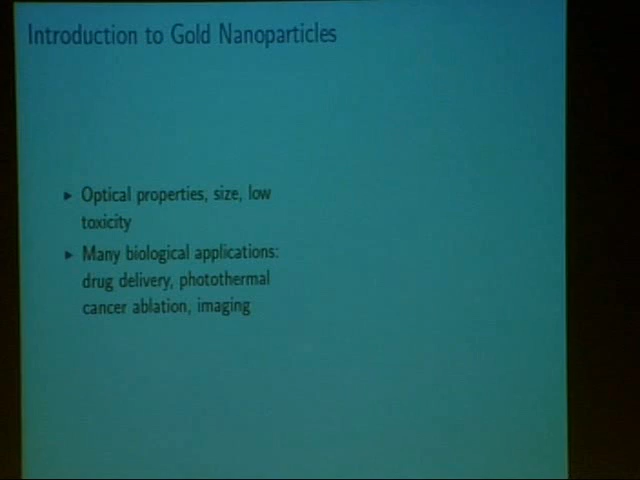 Introduction to Gold Nanoparticles
▸ Optical properties, size, low
toxicity
▸ Many biological applications:
drug delivery, photothermal
cancer ablation, imaging